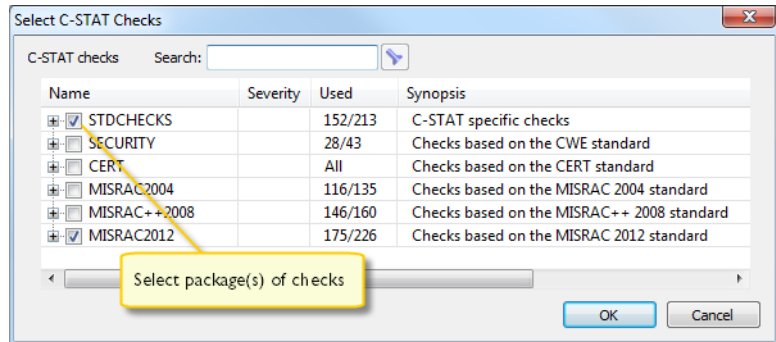 Select C-STAT Checks
C-STAT checks Search:
Name Severity Used Synopsis
STDCHECKS 152/213 C-STAT specific checks
SECURITY 28/43 Checks based on the CWE standard
CERT All Checks based on the CERT standard
MISRAC2004 116/135 Checks based on the MISRAC 2004 standard
MISRAC++2008 146/160 Checks based on the MISRAC++ 2008 standard
MISRAC2012 175/226 Checks based on the MISRAC 2012 standard
Select package(s) of checks
OK Cancel